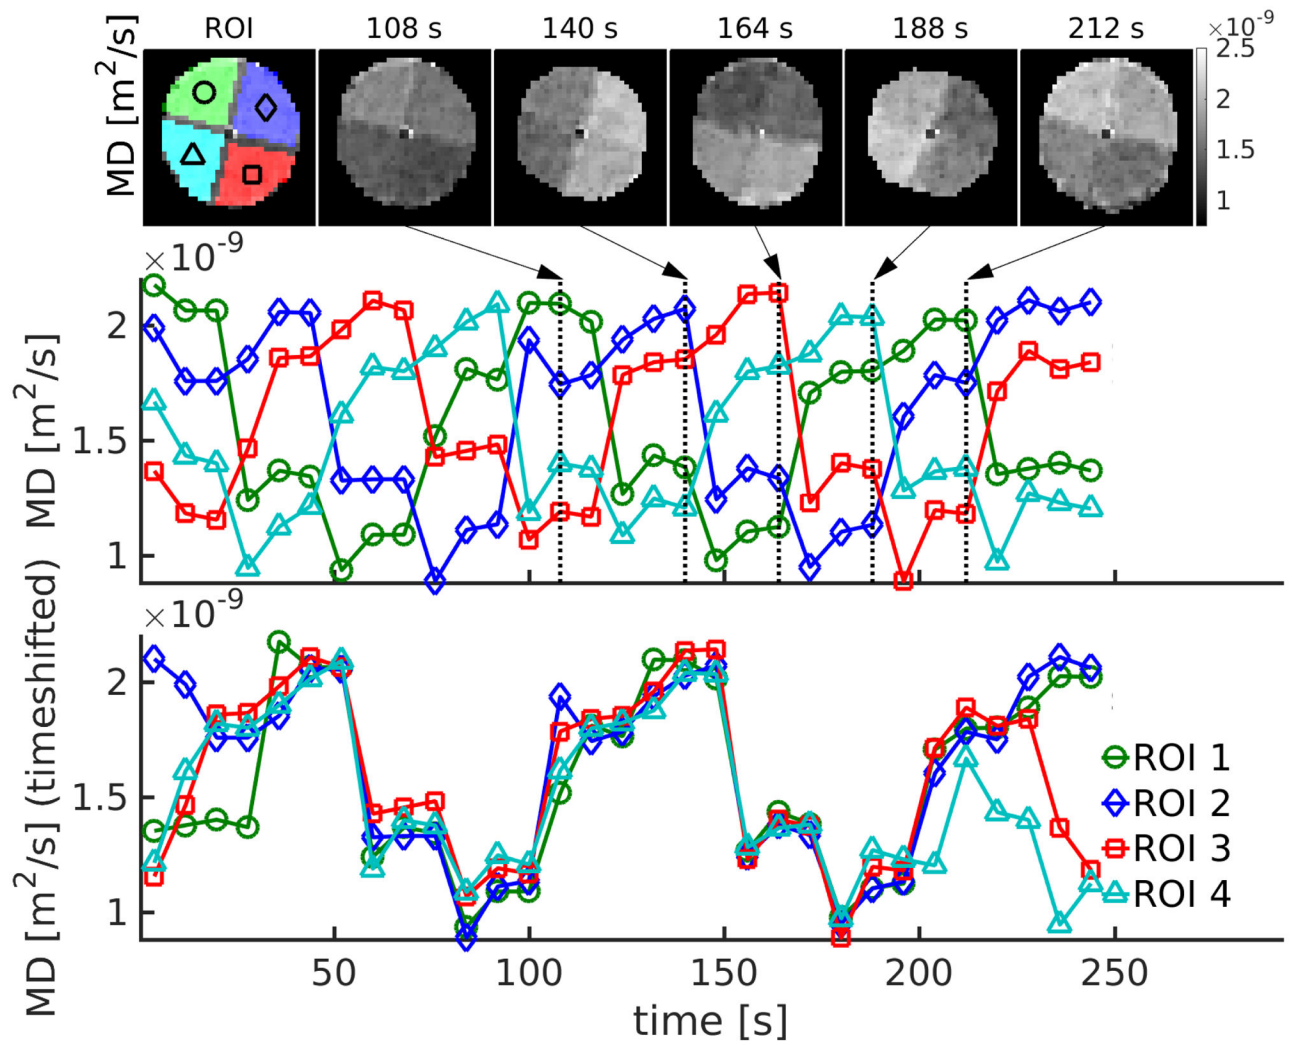 ROI 108 s 140 s 164 s 188 s 212 s ×10⁻⁹
MD [m²/s]
2.5
2
1.5
1
×10⁻⁹
MD [m²/s]
2
1.5
1
×10⁻⁹
MD [m²/s] (timeshifted)
2
1.5
1
ROI 1
ROI 2
ROI 3
ROI 4
50 100 150 200 250
time [s]